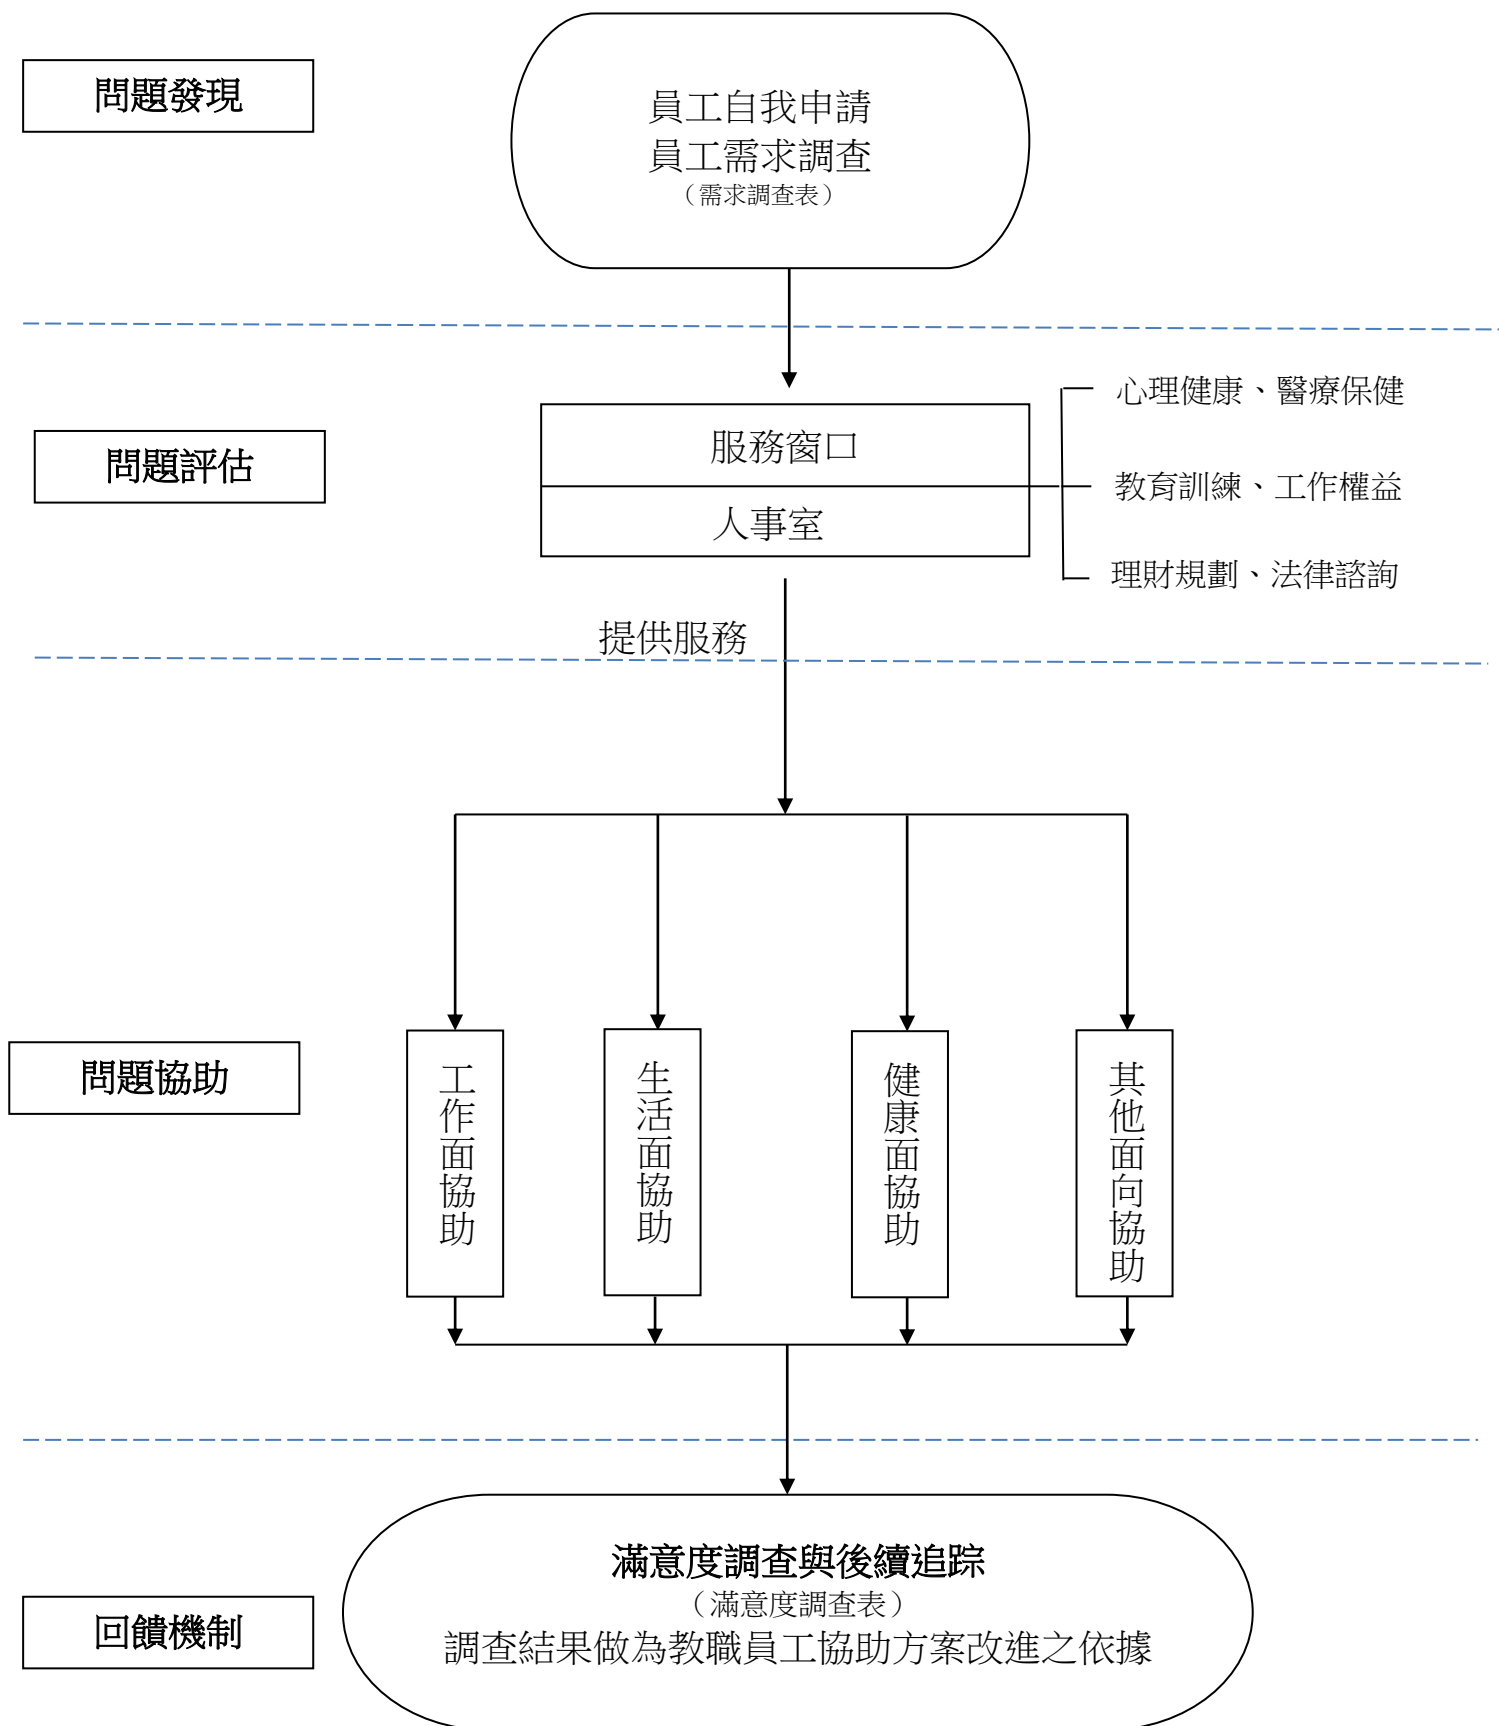 問題發現
員工自我申請
員工需求調查
（需求調查表）
問題評估
服務窗口
人事室
心理健康、醫療保健
教育訓練、工作權益
理財規劃、法律諮詢
提供服務
問題協助
工作面協助
生活面協助
健康面協助
其他面向協助
回饋機制
滿意度調查與後續追踪
（滿意度調查表）
調查結果做為教職員工協助方案改進之依據